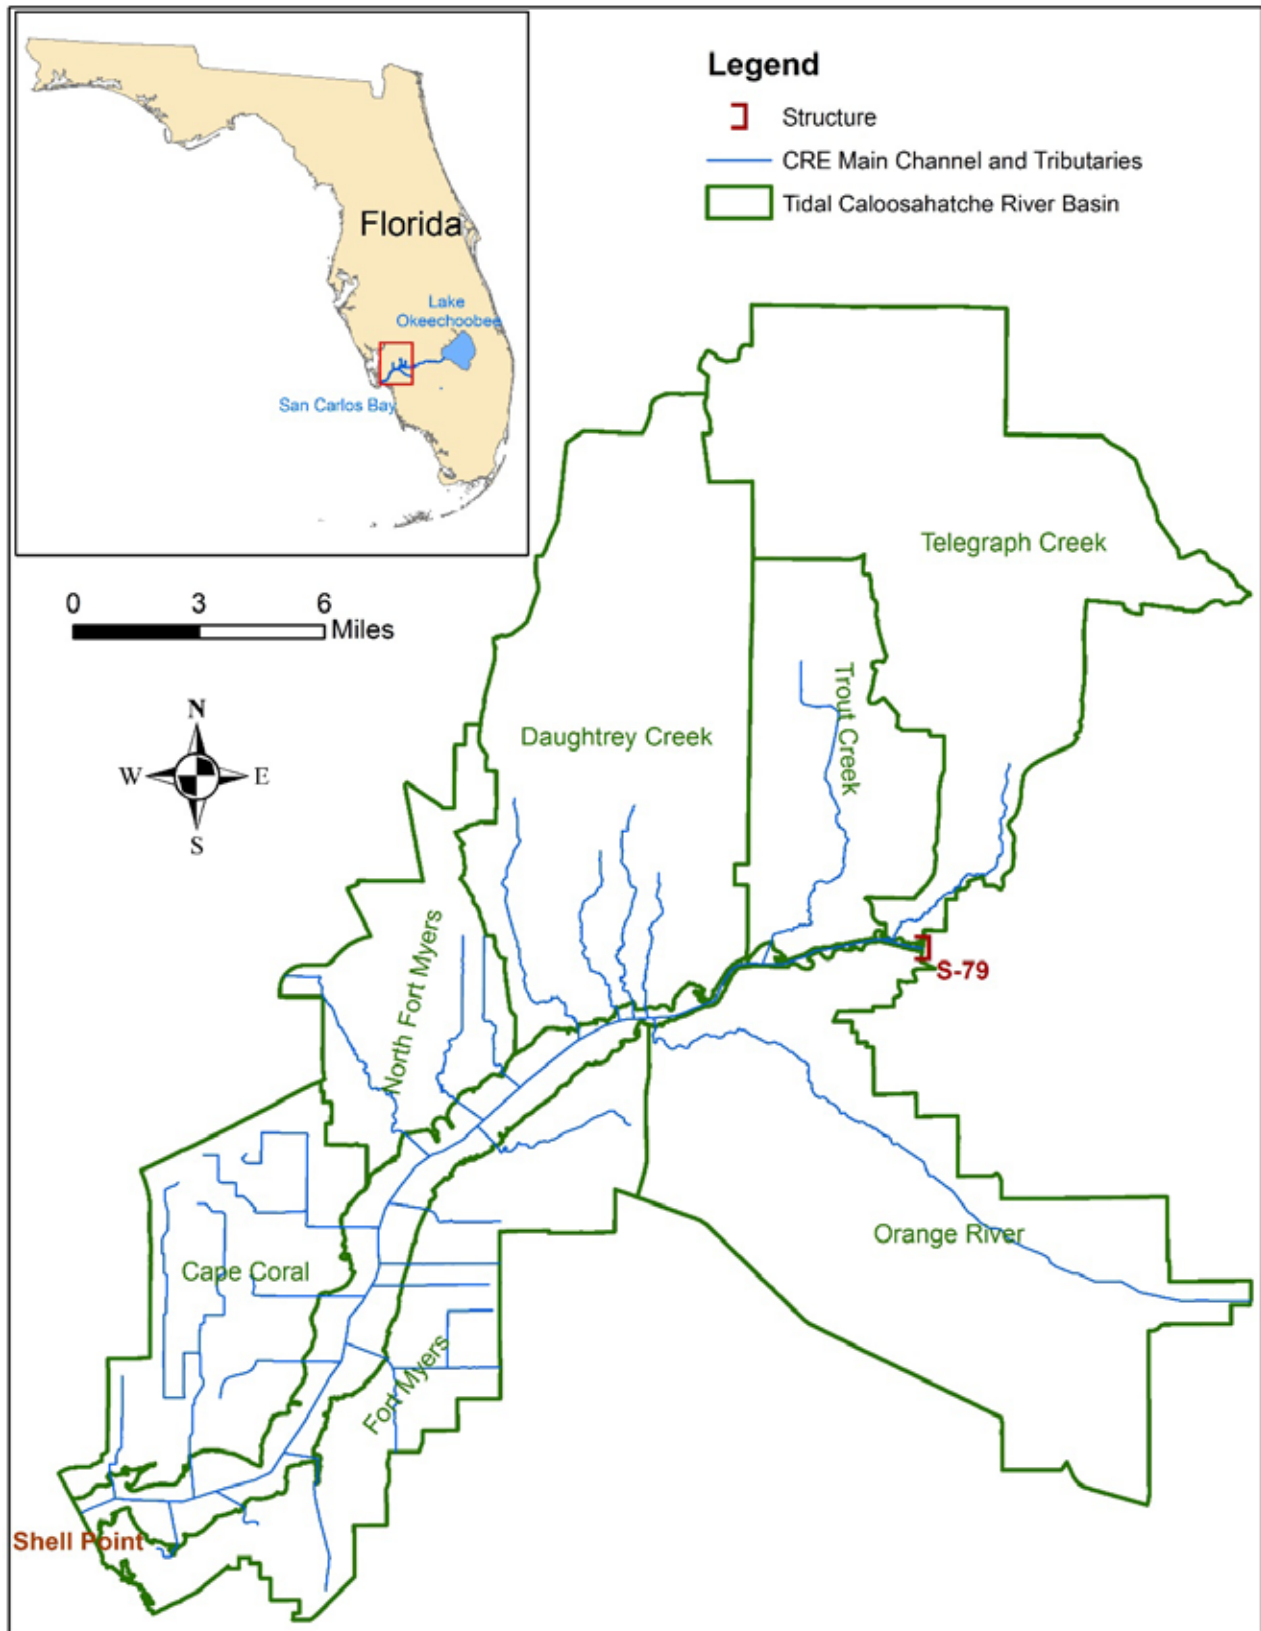 Florida
Lake
Okeechoobee
San Carlos Bay
Legend
Structure
CRE Main Channel and Tributaries
Tidal Caloosahatche River Basin
0 3 6
Miles
N
W E
S
Telegraph Creek
Trout Creek
Daughtrey Creek
North Fort Myers
S-79
Orange River
Cape Coral
Fort Myers
Shell Point